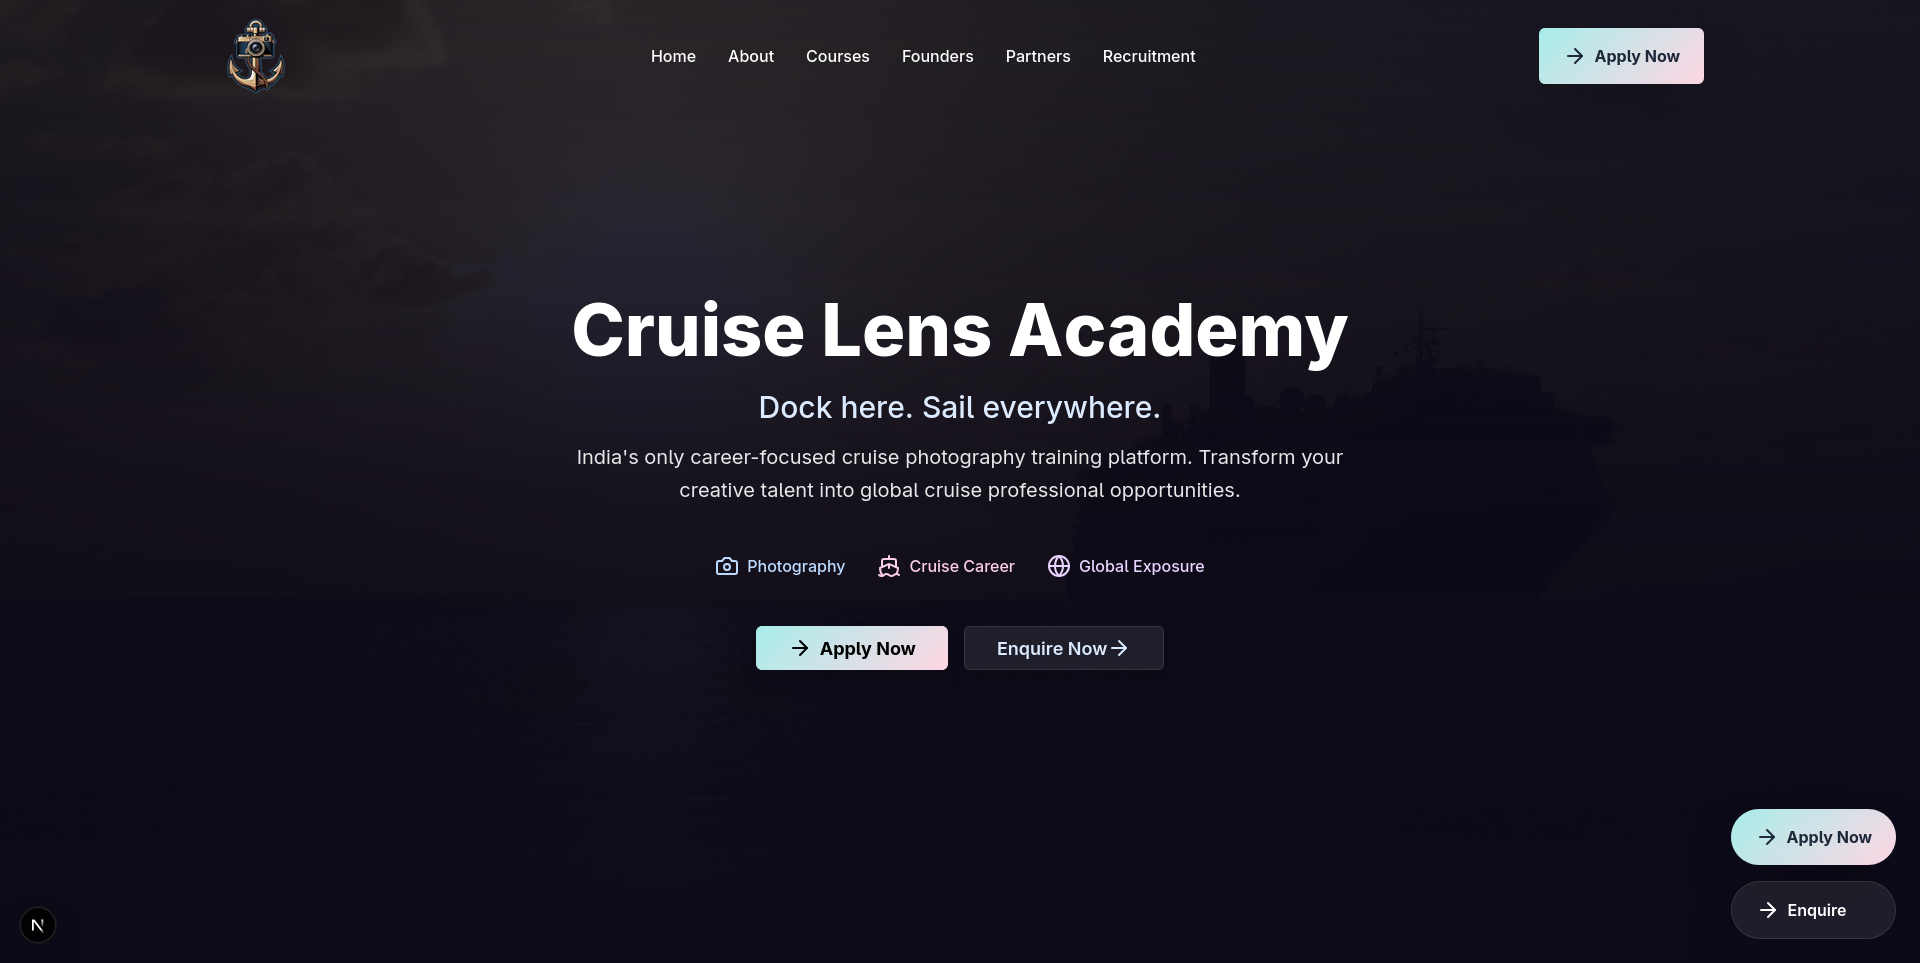 Home About Courses Founders Partners Recruitment
Apply Now
Cruise Lens Academy
Dock here. Sail everywhere.
India's only career-focused cruise photography training platform. Transform your
creative talent into global cruise professional opportunities.
Photography Cruise Career Global Exposure
Apply Now Enquire Now
Apply Now
Enquire
N